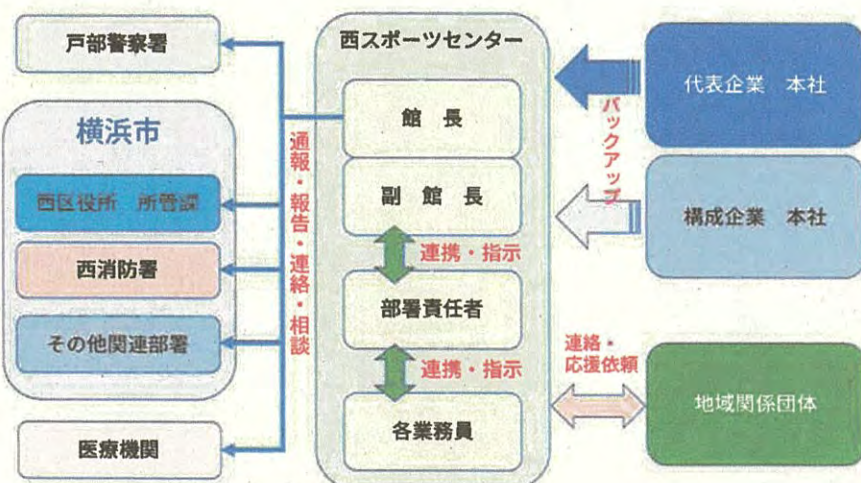 戸部警察署
横浜市
西区役所　所管課
西消防署
その他関連部署
医療機関
通報・報告・連絡・相談
西スポーツセンター
館　長
副　館　長
連携・指示
部署責任者
連携・指示
各業務員
バックアップ
代表企業　本社
構成企業　本社
連絡・
応援依頼
地域関係団体